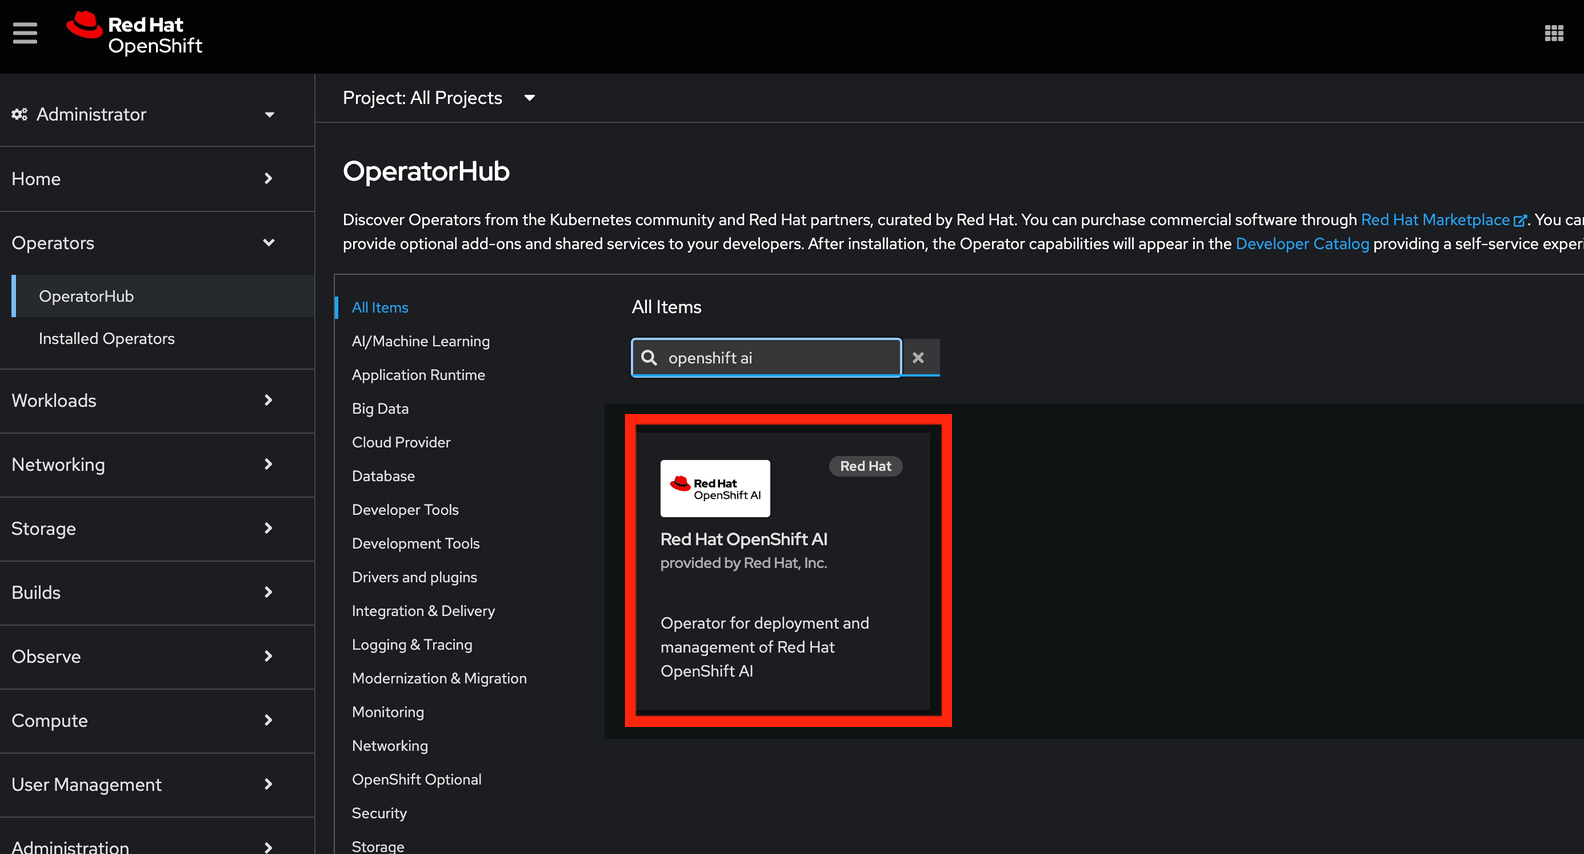 Red Hat
OpenShift
Administrator
Home
Operators
OperatorHub
Installed Operators
Workloads
Networking
Storage
Builds
Observe
Compute
User Management
Administration
Project: All Projects
OperatorHub
Discover Operators from the Kubernetes community and Red Hat partners, curated by Red Hat. You can purchase commercial software through Red Hat Marketplace. You can
provide optional add-ons and shared services to your developers. After installation, the Operator capabilities will appear in the Developer Catalog providing a self-service experi
All Items
AI/Machine Learning
Application Runtime
Big Data
Cloud Provider
Database
Developer Tools
Development Tools
Drivers and plugins
Integration & Delivery
Logging & Tracing
Modernization & Migration
Monitoring
Networking
OpenShift Optional
Security
Storage
All Items
openshift ai
Red Hat
OpenShift AI
Red Hat
Red Hat OpenShift AI
provided by Red Hat, Inc.
Operator for deployment and
management of Red Hat
OpenShift AI